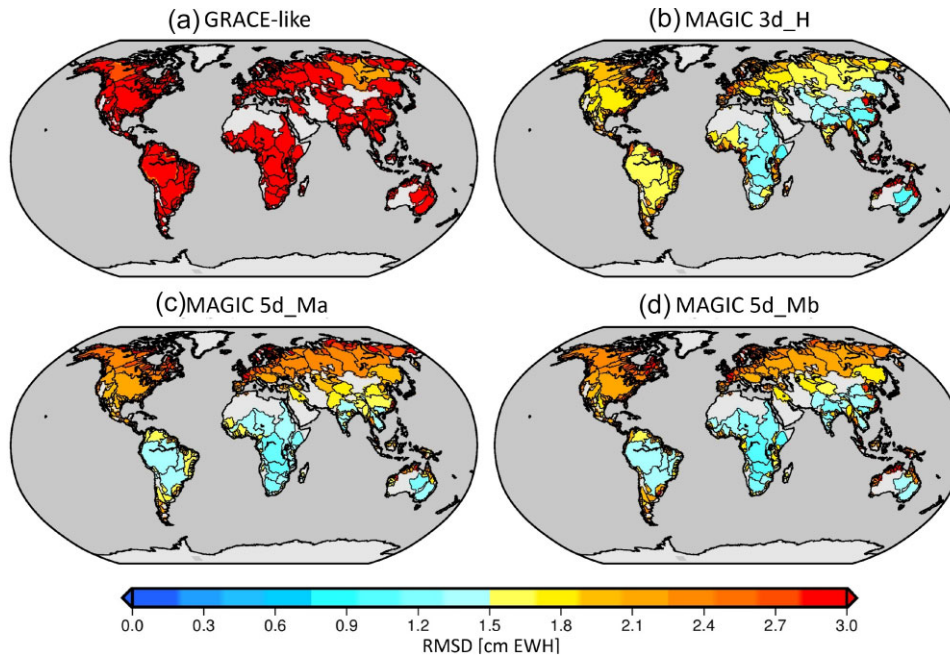 (a) GRACE-like
(b) MAGIC 3d_H
(c) MAGIC 5d_Ma
(d) MAGIC 5d_Mb
0.0 0.3 0.6 0.9 1.2 1.5 1.8 2.1 2.4 2.7 3.0
RMSD [cm EWH]